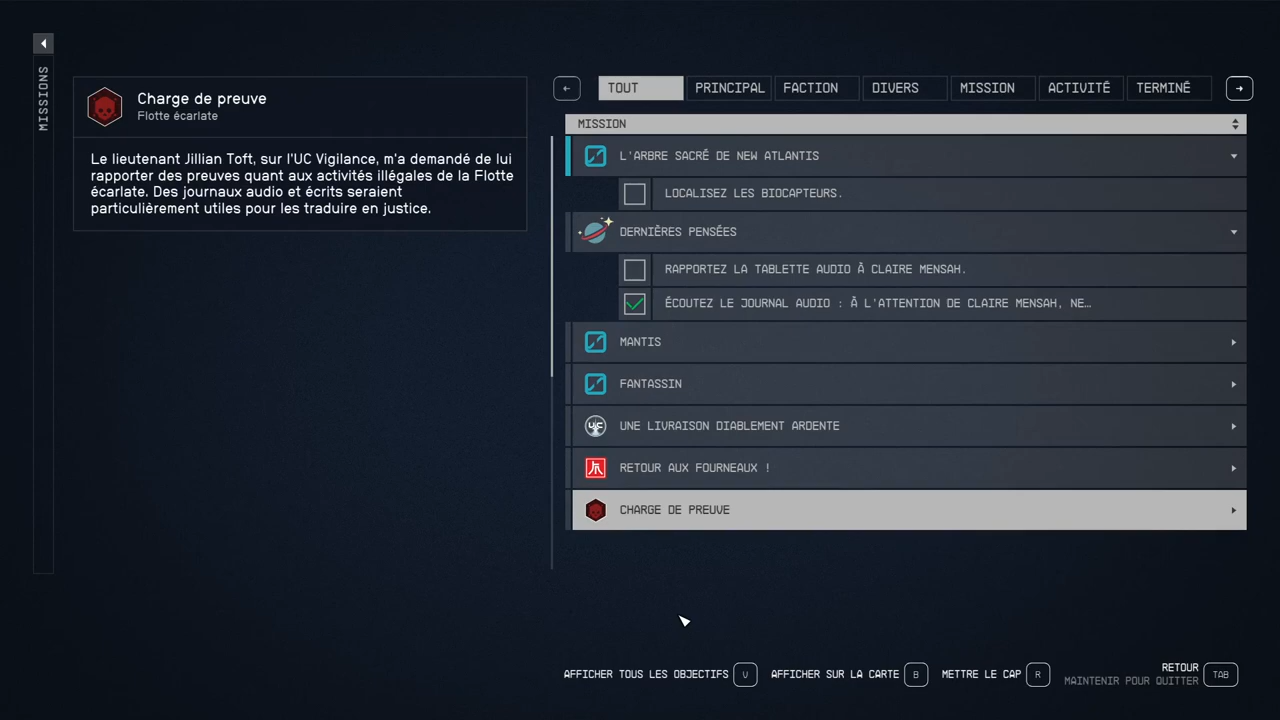 MISSIONS
Charge de preuve
Flotte écarlate
Le lieutenant Jillian Toft, sur l'UC Vigilance, m'a demandé de lui
rapporter des preuves quant aux activités illégales de la Flotte
écarlate. Des journaux audio et écrits seraient
particulièrement utiles pour les traduire en justice.
TOUT PRINCIPAL FACTION DIVERS MISSION ACTIVITÉ TERMINÉ
MISSION
L'ARBRE SACRÉ DE NEW ATLANTIS
LOCALISEZ LES BIOCAPTEURS.
DERNIÈRES PENSÉES
RAPPORTEZ LA TABLETTE AUDIO À CLAIRE MENSAH.
ÉCOUTEZ LE JOURNAL AUDIO : À L'ATTENTION DE CLAIRE MENSAH, NE…
MANTIS
FANTASSIN
UC UNE LIVRAISON DIABLEMENT ARDENTE
RETOUR AUX FOURNEAUX !
CHARGE DE PREUVE
AFFICHER TOUS LES OBJECTIFS V AFFICHER SUR LA CARTE B METTRE LE CAP R RETOUR
MAINTENIR POUR QUITTER TAB